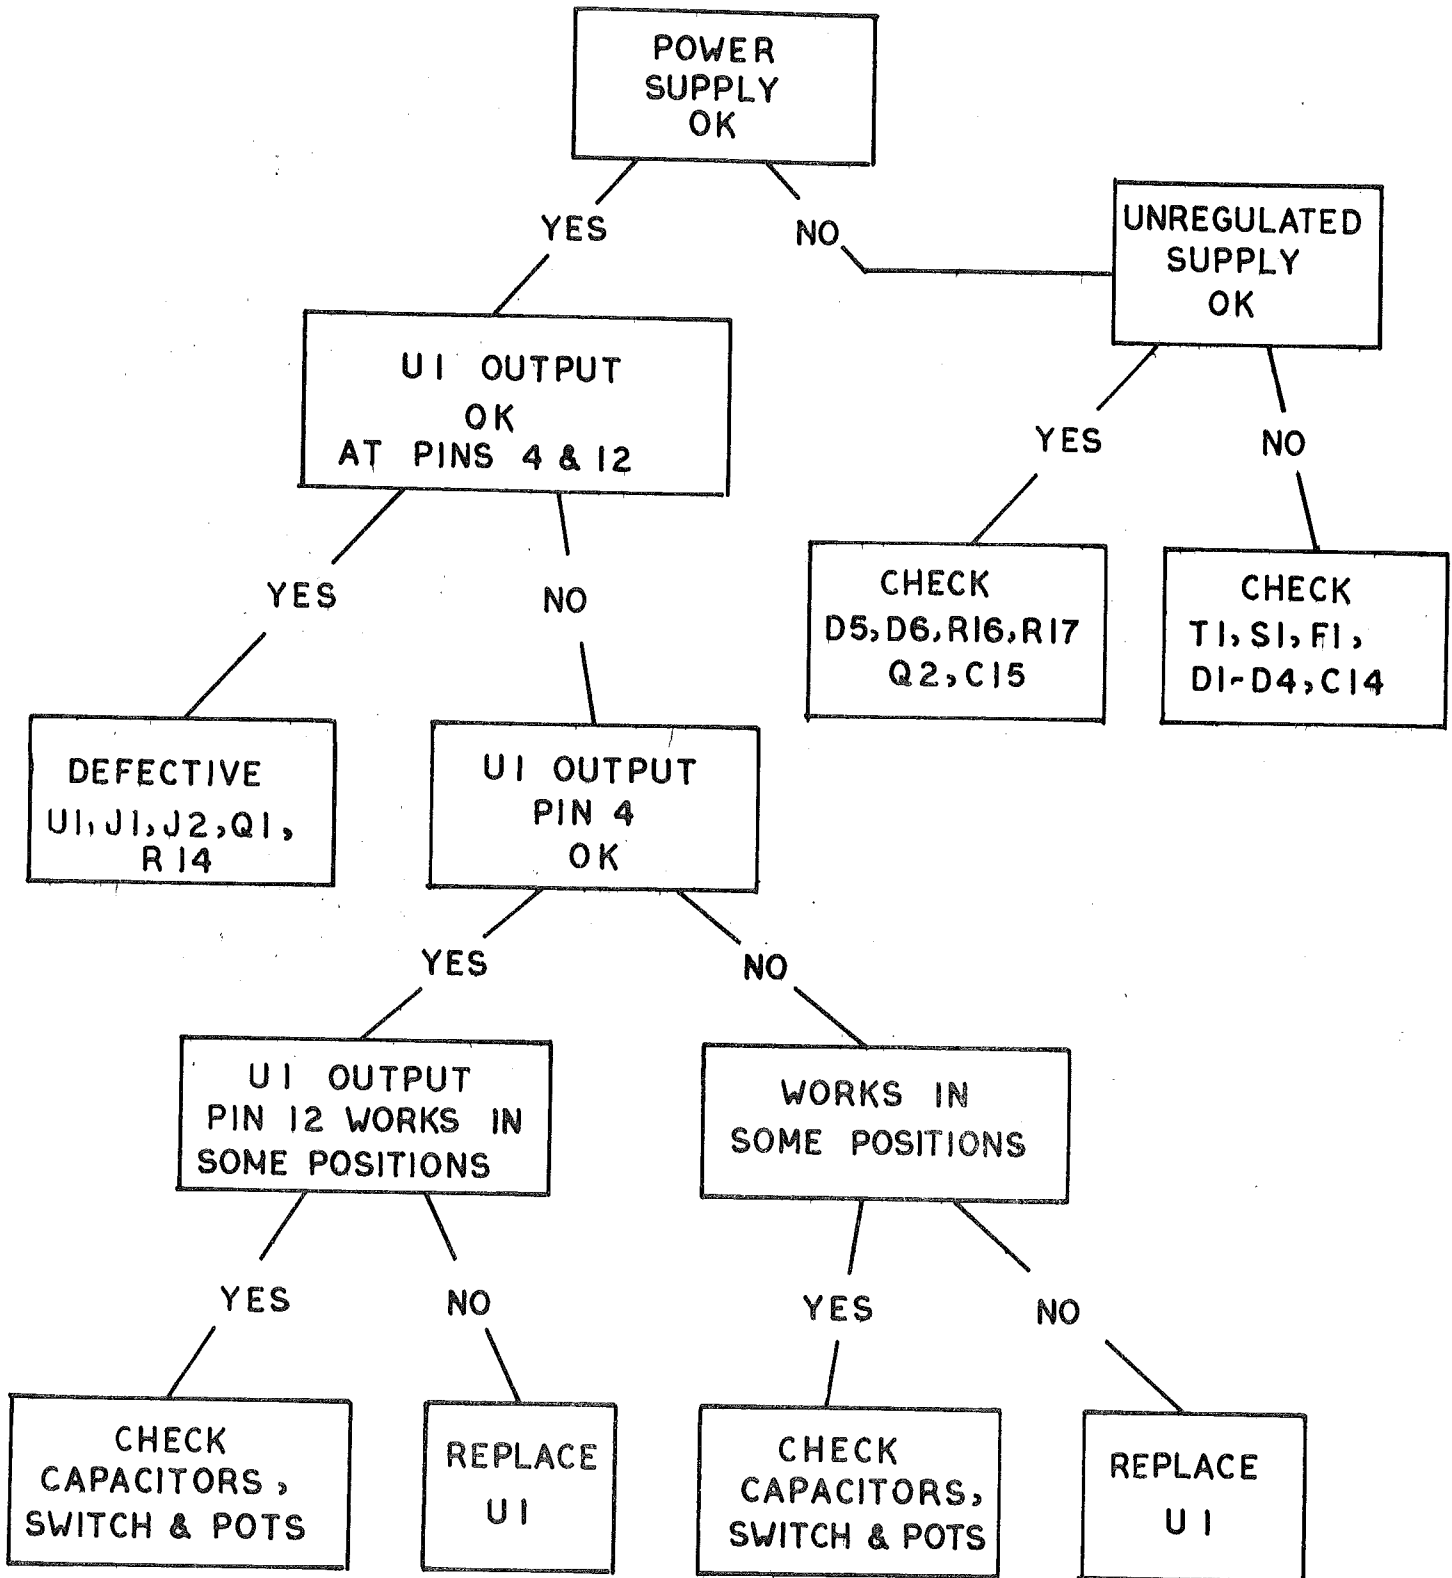 POWER
SUPPLY
OK
YES
NO
UNREGULATED
SUPPLY
OK
U1 OUTPUT
OK
AT PINS 4 & 12
YES
NO
YES
NO
CHECK
D5, D6, R16, R17
Q2, C15
CHECK
T1, S1, F1,
D1-D4, C14
DEFECTIVE
U1, J1, J2, Q1,
R14
U1 OUTPUT
PIN 4
OK
YES
NO
U1 OUTPUT
PIN 12 WORKS IN
SOME POSITIONS
WORKS IN
SOME POSITIONS
YES
NO
YES
NO
CHECK
CAPACITORS,
SWITCH & POTS
REPLACE
U1
CHECK
CAPACITORS,
SWITCH & POTS
REPLACE
U1